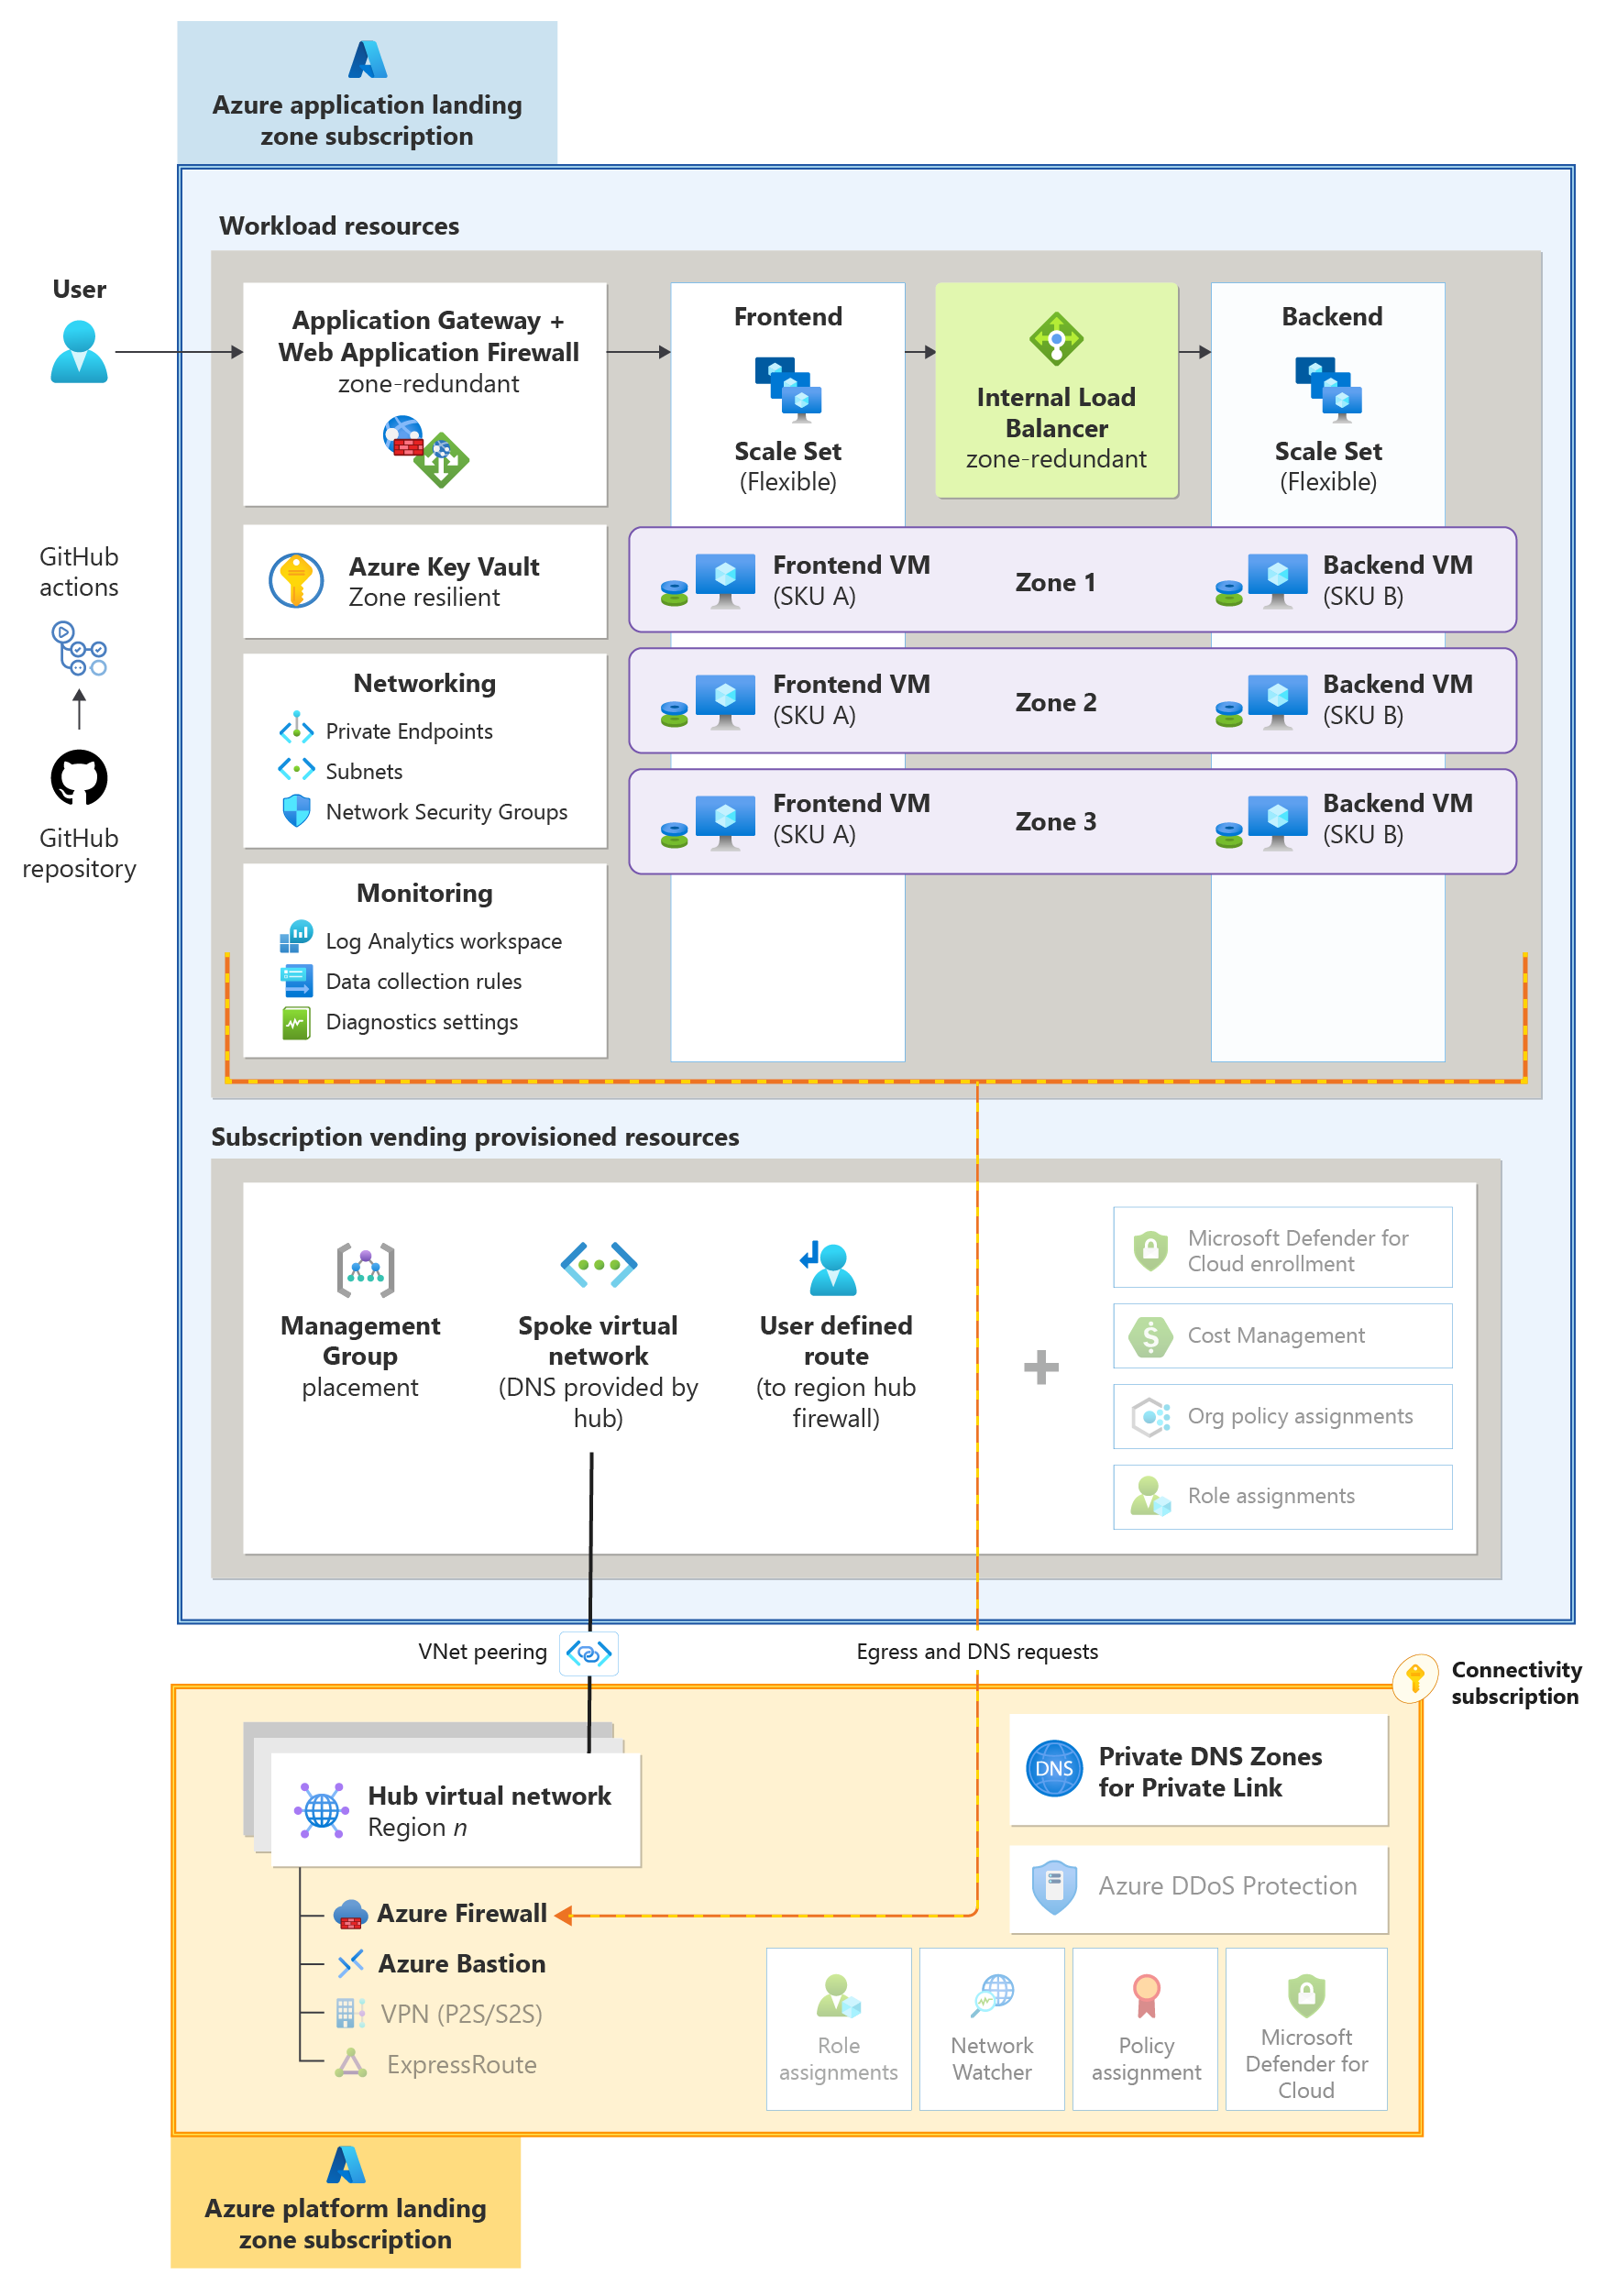 Azure application landing
zone subscription
Workload resources
User
Application Gateway +
Web Application Firewall
zone-redundant
Frontend
Scale Set
(Flexible)
Internal Load
Balancer
zone-redundant
Backend
Scale Set
(Flexible)
GitHub
actions
GitHub
repository
Azure Key Vault
Zone resilient
Frontend VM
(SKU A)
Zone 1
Backend VM
(SKU B)
Networking
Private Endpoints
Subnets
Network Security Groups
Frontend VM
(SKU A)
Zone 2
Backend VM
(SKU B)
Frontend VM
(SKU A)
Zone 3
Backend VM
(SKU B)
Monitoring
Log Analytics workspace
Data collection rules
Diagnostics settings
Subscription vending provisioned resources
Management
Group
placement
Spoke virtual
network
(DNS provided by
hub)
User defined
route
(to region hub
firewall)
Microsoft Defender for
Cloud enrollment
Cost Management
Org policy assignments
Role assignments
VNet peering
Egress and DNS requests
Connectivity
subscription
Hub virtual network
Region n
Azure Firewall
Azure Bastion
VPN (P2S/S2S)
ExpressRoute
DNS
Private DNS Zones
for Private Link
Azure DDoS Protection
Role
assignments
Network
Watcher
Policy
assignment
Microsoft
Defender for
Cloud
Azure platform landing
zone subscription